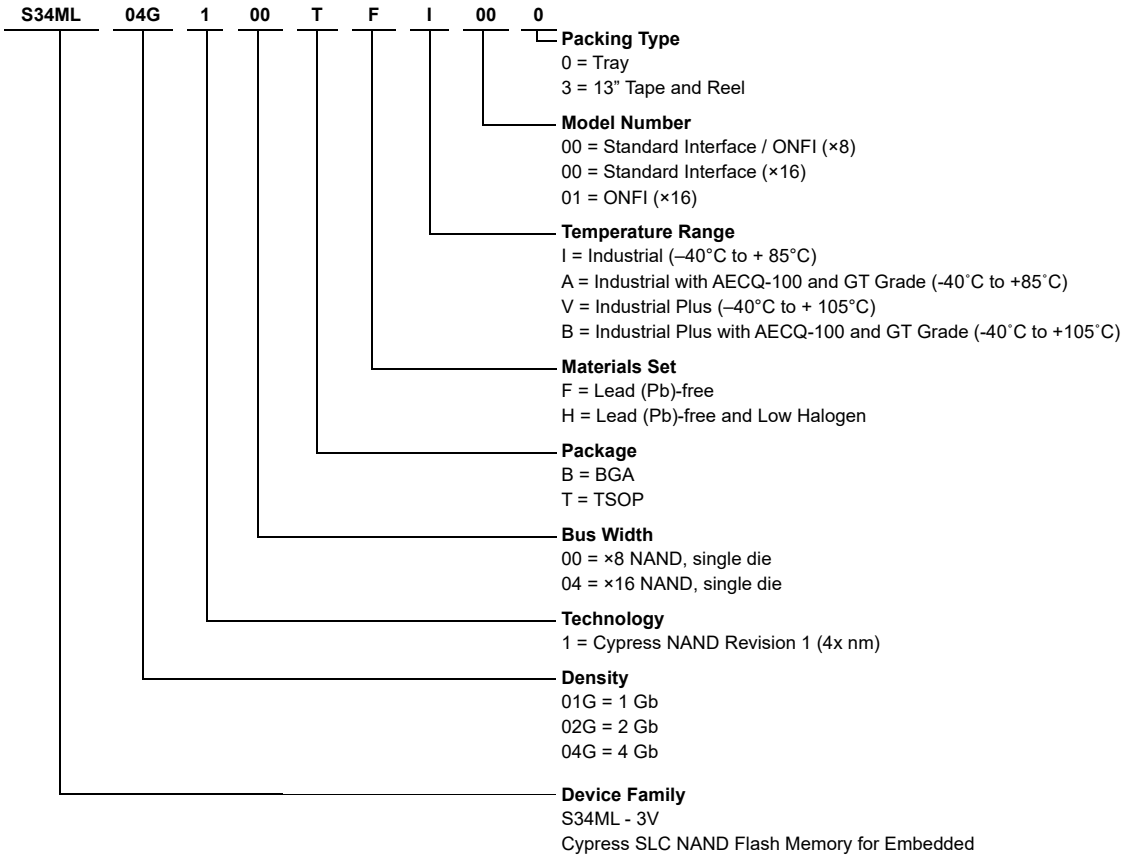 S34ML 04G 1 00 T F I 00 0
Packing Type
0 = Tray
3 = 13” Tape and Reel
Model Number
00 = Standard Interface / ONFI (×8)
00 = Standard Interface (×16)
01 = ONFI (×16)
Temperature Range
I = Industrial (–40°C to + 85°C)
A = Industrial with AECQ-100 and GT Grade (-40˚C to +85˚C)
V = Industrial Plus (–40°C to + 105°C)
B = Industrial Plus with AECQ-100 and GT Grade (-40˚C to +105˚C)
Materials Set
F = Lead (Pb)-free
H = Lead (Pb)-free and Low Halogen
Package
B = BGA
T = TSOP
Bus Width
00 = ×8 NAND, single die
04 = ×16 NAND, single die
Technology
1 = Cypress NAND Revision 1 (4x nm)
Density
01G = 1 Gb
02G = 2 Gb
04G = 4 Gb
Device Family
S34ML - 3V
Cypress SLC NAND Flash Memory for Embedded